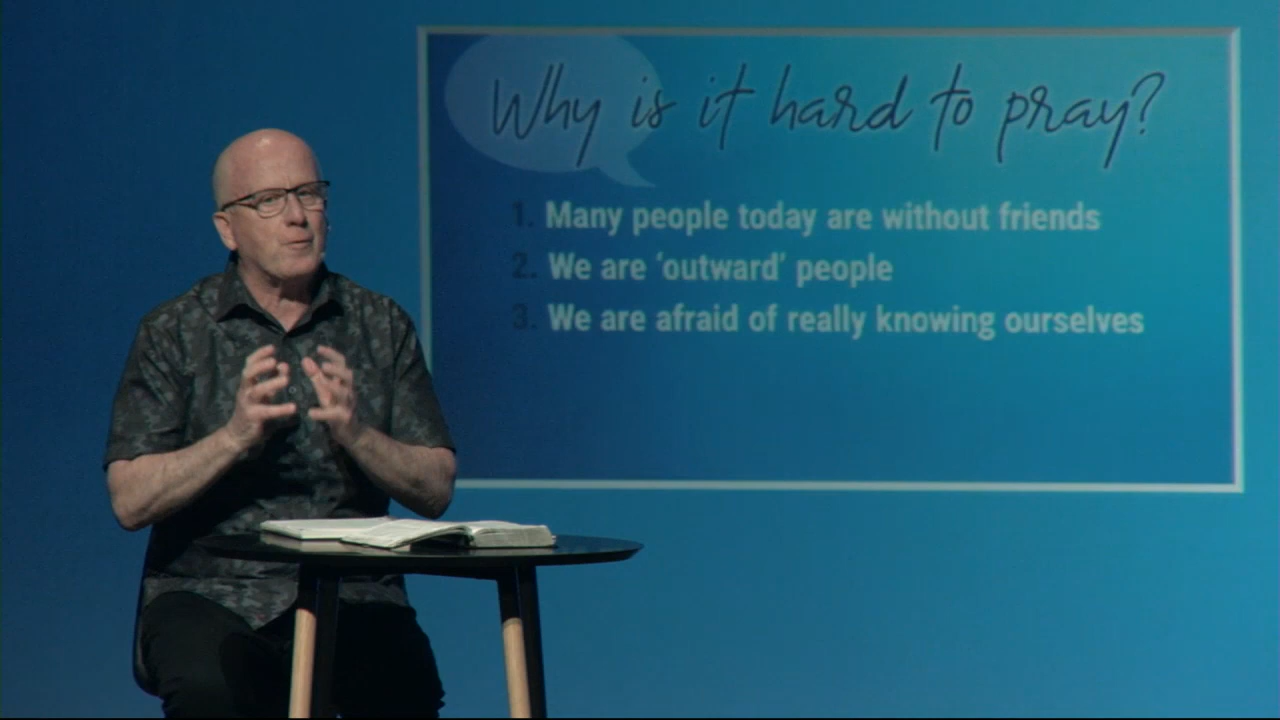 Why is it hard to pray?
1. Many people today are without friends
2. We are ‘outward’ people
3. We are afraid of really knowing ourselves